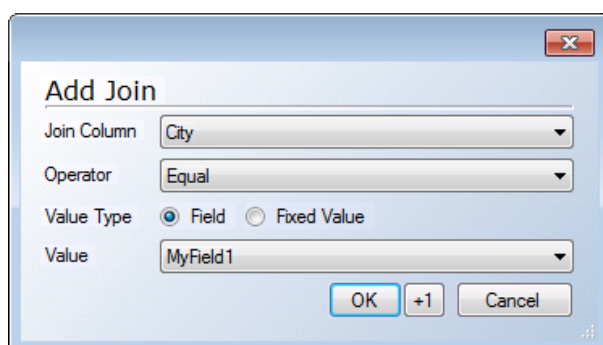 Add Join
Join Column City
Operator Equal
Value Type Field Fixed Value
Value MyField1
OK +1 Cancel